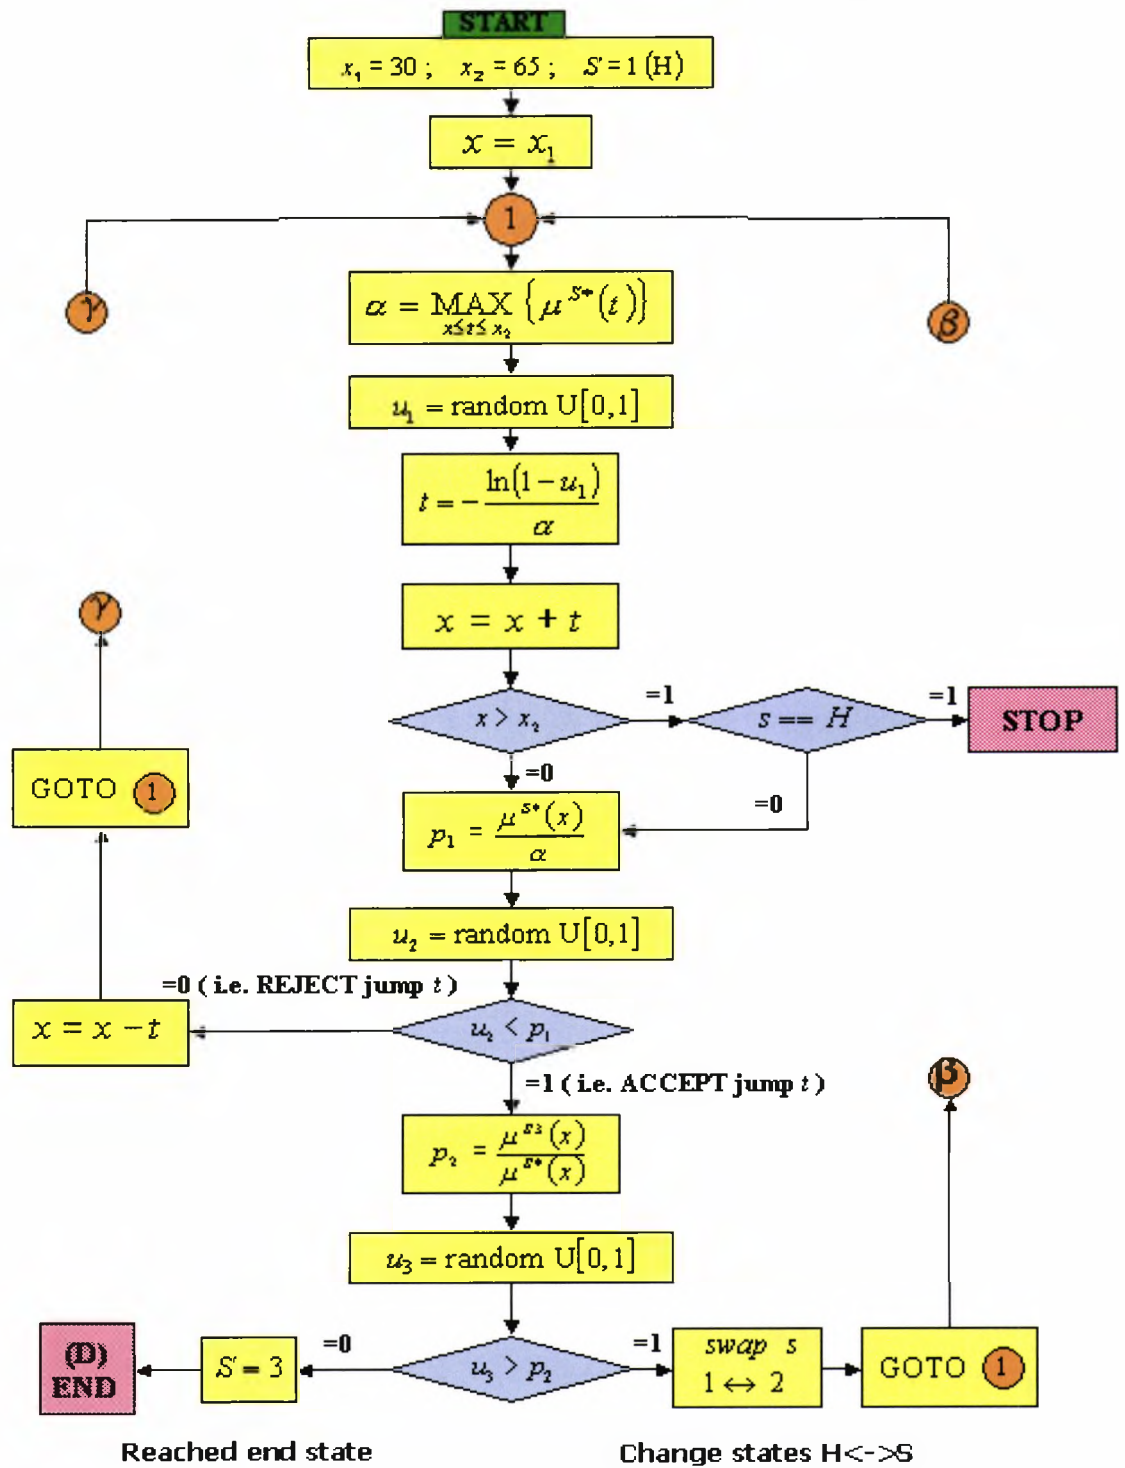 START
x₁ = 30 ; x₂ = 65 ; S = 1 (H)
x = x₁
1
γ
β
α = MAX {μ^S*(t)}
x≤t≤x₂
u₁ = random U[0,1]
t = − ln(1 − u₁) / α
x = x + t
γ
x > x₂
=1
s == H
=1
STOP
=0
=0
GOTO 1
p₁ = μ^S*(x) / α
u₂ = random U[0,1]
=0 ( i.e. REJECT jump t )
x = x − t
u₂ < p₁
=1 ( i.e. ACCEPT jump t )
β
p₂ = μ^S3(x) / μ^S*(x)
u₃ = random U[0,1]
(D)
END
S = 3
=0
u₃ > p₂
=1
swap s
1 ↔ 2
GOTO 1
Reached end state
Change states H<->S